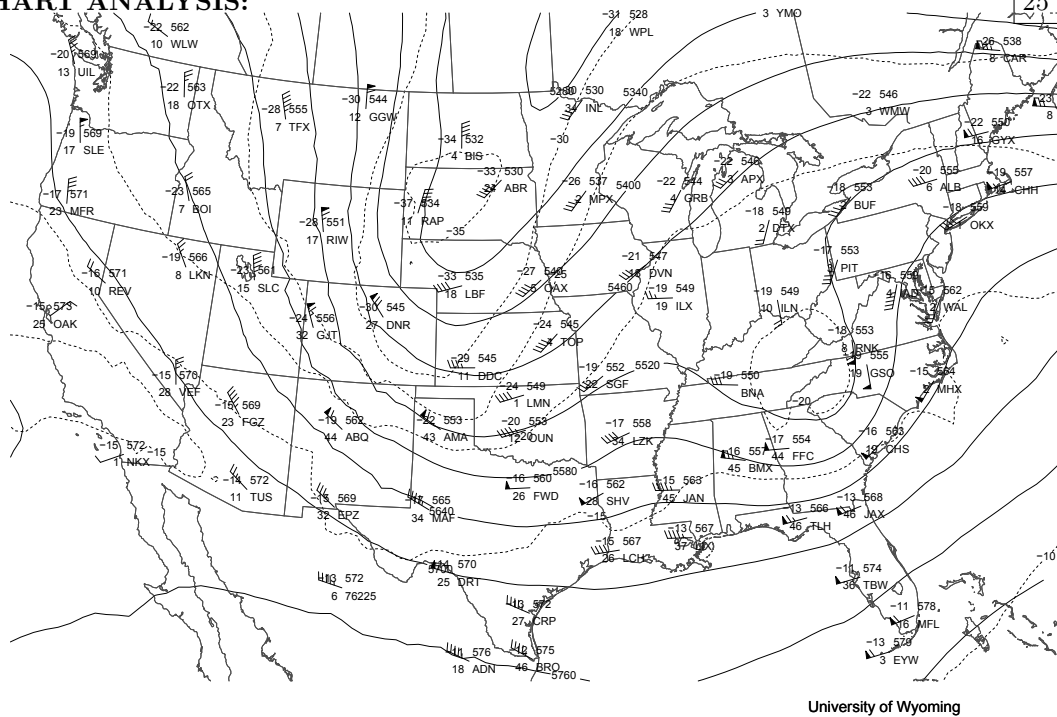 HART ANALYSIS:
25
-31 528
18 WPL
3 YMO
-22 562
10 WLW
-26 538
8 CAR
-20 569
13 UIL
-22 563
18 OTX
-28 555
7 TFX
-30 544
12 GGW
530
INL
5340
-22 546
3 WMW
23
8
-19 569
17 SLE
-34 532
4 BIS
-30
-22 550
16 GYX
-33 530
24 ABR
-26 537
2 MPX
5400
-22 544
4 GRB
-22 546
3 APX
-20 555
6 ALB
-19 557
CHH
-17 571
23 MFR
-23 565
7 BOI
-37 534
11 RAP
-18 553
BUF
-18 559
OKX
-28 551
17 RIW
-35
-18 549
2 DTX
-19 566
8 LKN
-23 561
15 SLC
-21 547
DVN
-17 553
PIT
-16 571
10 REV
-33 535
18 LBF
-27
-25
OAX
5460
-19 549
19 ILX
-19 549
10 ILN
562
WAL
-15 573
25 OAK
-24 556
32 GJT
-30 545
27 DNR
-24 545
4 TOP
-18 553
8 RNK
-29 545
11 DDC
-19 552
22 SGF
5520
555
19 GSO
-15 570
28 VEF
-24 549
1 LMN
-19 550
BNA
-15 564
2 MHX
-15 569
23 FGZ
-19 562
44 ABQ
-22 553
43 AMA
-20 553
12 OUN
-20
-20
-17 558
34 LZK
-17 554
44 FFC
-16 563
19 CHS
-15 572
1 NKX
-15
-16 557
45 BMX
-14 572
11 TUS
-16 560
26 FWD
5580
-16 562
28 SHV
-15 563
45 JAN
-15 569
32 EPZ
565
34 MAF
5640
-15
-13 568
46 JAX
-13 566
46 TLH
-13 567
-15 567
26 LCH
570
5700
25 DRT
-13 572
6 76225
-11 574
36 TBW
-10
-13 572
27 CRP
-11 578
16 MFL
-11 576
18 ADN
-12 575
46 BRO
5760
-13 579
3 EYW
University of Wyoming